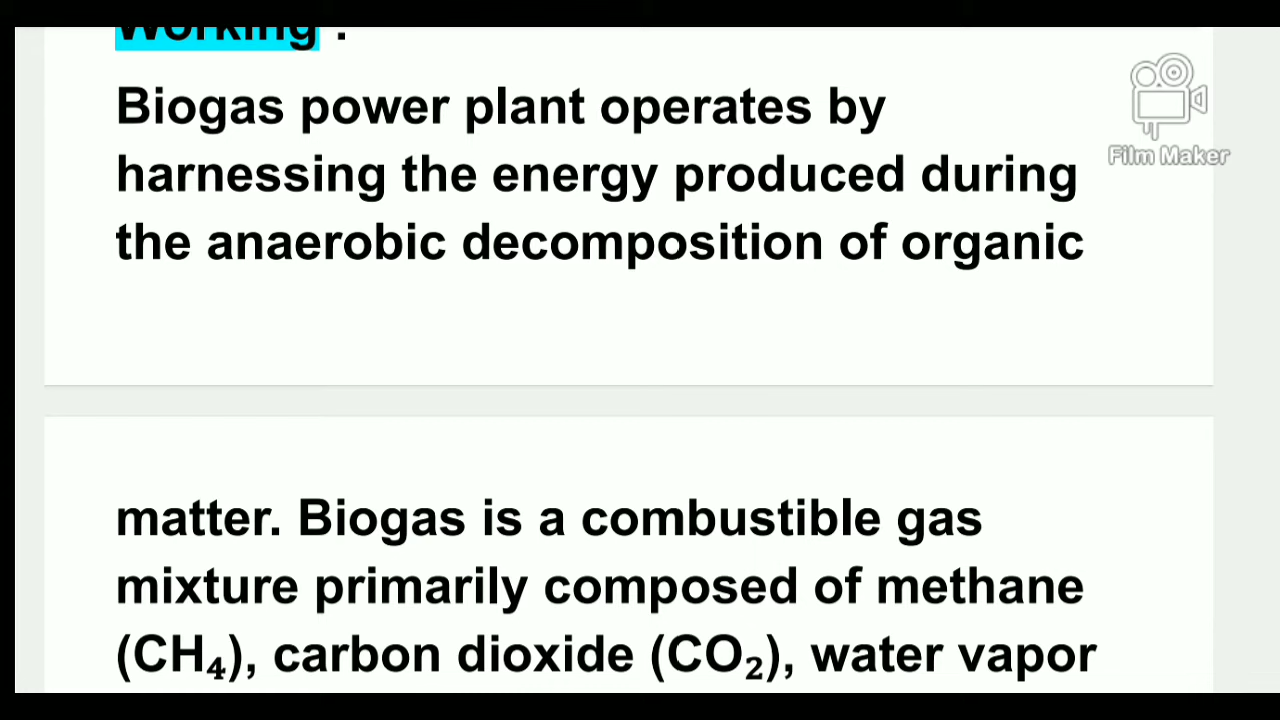 Working :
Biogas power plant operates by
harnessing the energy produced during
the anaerobic decomposition of organic
matter. Biogas is a combustible gas
mixture primarily composed of methane
(CH₄), carbon dioxide (CO₂), water vapor
Film Maker